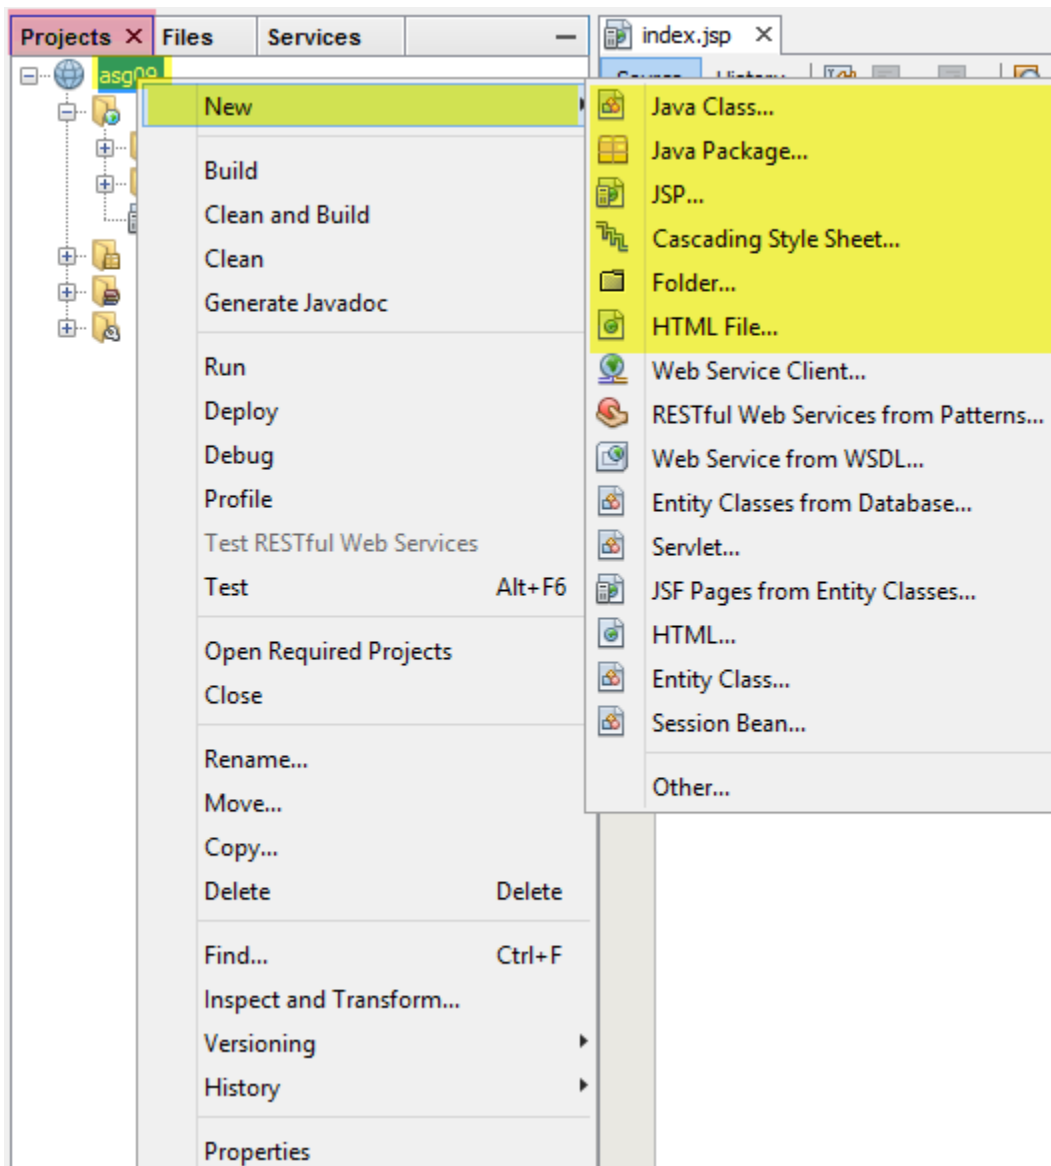 Projects Files Services index.jsp
asg09 Source History
New
Build
Clean and Build
Clean
Generate Javadoc
Run
Deploy
Debug
Profile
Test RESTful Web Services
Test Alt+F6
Open Required Projects
Close
Rename...
Move...
Copy...
Delete Delete
Find... Ctrl+F
Inspect and Transform...
Versioning
History
Properties
Java Class...
Java Package...
JSP...
Cascading Style Sheet...
Folder...
HTML File...
Web Service Client...
RESTful Web Services from Patterns...
Web Service from WSDL...
Entity Classes from Database...
Servlet...
JSF Pages from Entity Classes...
HTML...
Entity Class...
Session Bean...
Other...